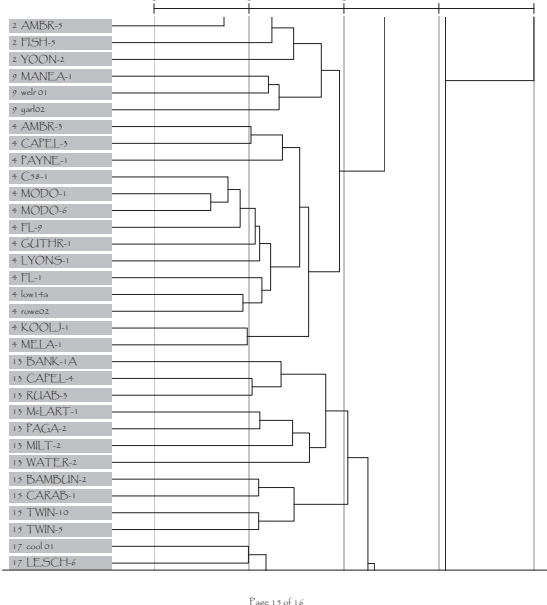 2 AMBR-5
2 FISH-5
2 YOON-2
9 MANEA-1
9 welr01
9 yarl02
4 AMBR-3
4 CAPEL-3
4 PAYNE-1
4 C58-1
4 MODO-1
4 MODO-6
4 FL-9
4 GUTHR-1
4 LYONS-1
4 FL-1
4 low14a
4 rowe02
4 KOOLJ-1
4 MELA-1
13 BANK-1A
13 CAPEL-4
13 RUAB-3
13 McLART-1
13 PAGA-2
13 MILT-2
13 WATER-2
15 BAMBUN-2
15 CARAB-1
15 TWIN-10
15 TWIN-5
17 cool01
17 LESCH-6
Page 15 of 16